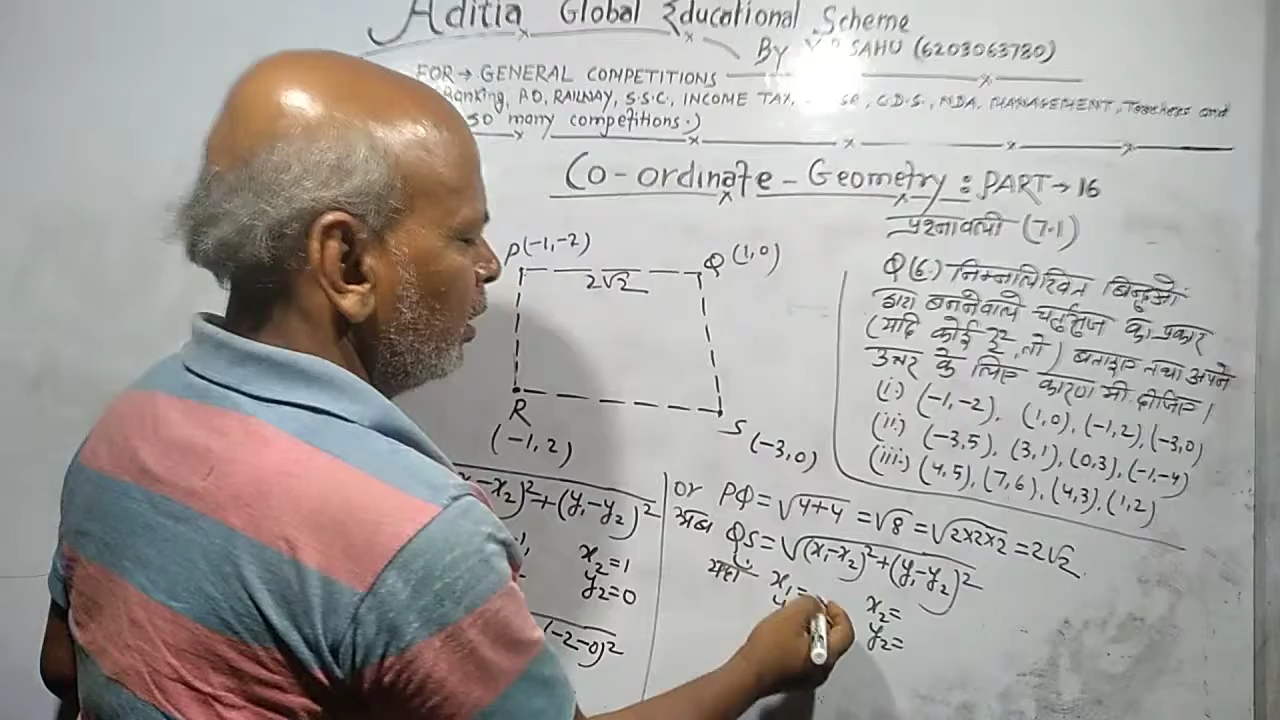 Aditia Global Educational Scheme
By SAHU (6203063780)
FOR → GENERAL COMPETITIONS
Banking, PO, RAILWAY, S.S.C, INCOME TAX, C.D.S., NDA, MANAGEMENT, Teachers and
so many competitions.)
Co-ordinate - Geometry : PART → 16
प्रश्नावली (7.1)
P(-1,-2)
Q (1,0)
2√2
R
(-1,2)
S (-3,0)
Q(6.) निम्नलिखित बिन्दुओं
द्वारा बननेवाले चतुर्भुज का प्रकार
(यदि कोई है, तो) बताइए तथा अपने
उत्तर के लिए कारण भी दीजिए।
(i.) (-1,-2), (1,0), (-1,2), (-3,0)
(ii.) (-3,5), (3,1), (0,3), (-1,-4)
(iii.) (4,5), (7,6), (4,3), (1,2)
-x₂)²+(y₁-y₂)²
x₂=1
y₂=0
(-2-0)²
or PQ=√4+4 =√8 =√2×2×2 =2√2
अब QS=√(x₁-x₂)²+(y₁-y₂)²
यहाँ x₁=
x₂=
y₂=